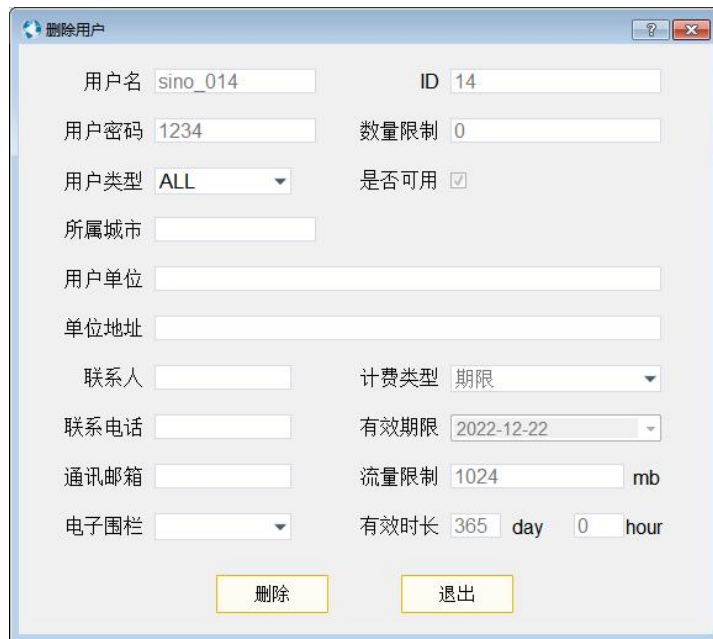 删除用户
用户名 sino_014 ID 14
用户密码 1234 数量限制 0
用户类型 ALL 是否可用
所属城市
用户单位
单位地址
联系人 计费类型 期限
联系电话 有效期限 2022-12-22
通讯邮箱 流量限制 1024 mb
电子围栏 有效时长 365 day 0 hour
删除 退出